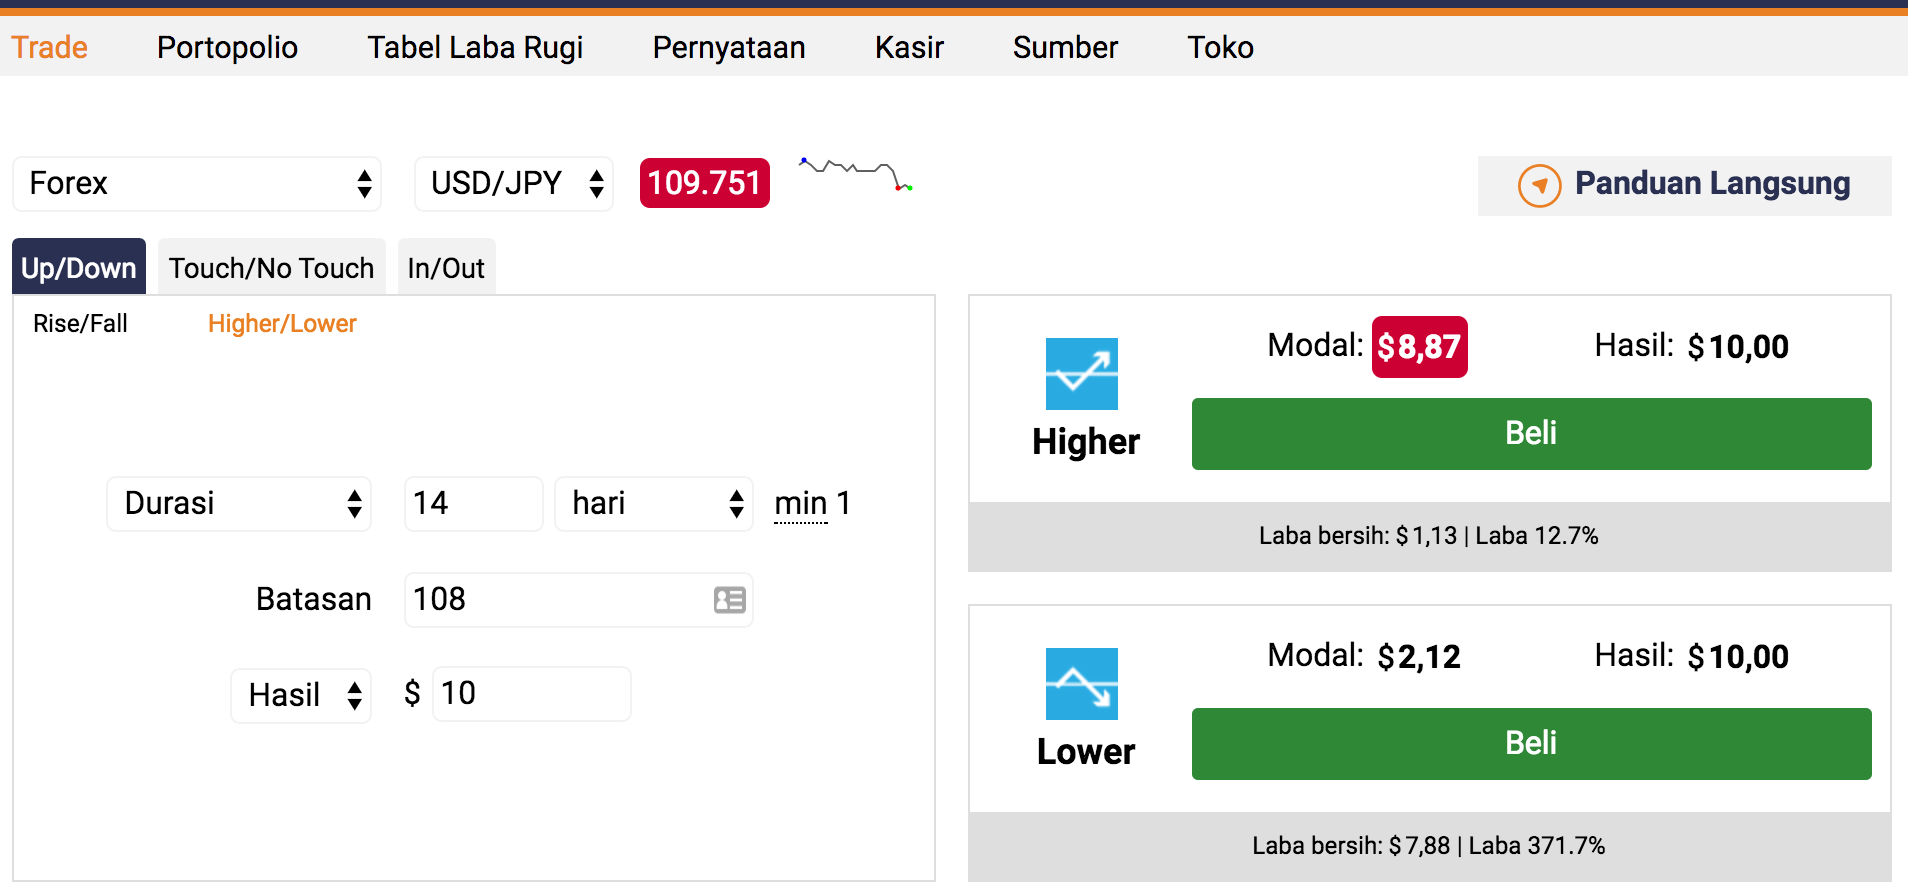 Trade Portopolio Tabel Laba Rugi Pernyataan Kasir Sumber Toko
Forex USD/JPY 109.751 Panduan Langsung
Up/Down Touch/No Touch In/Out
Rise/Fall Higher/Lower
Durasi 14 hari min 1
Batasan 108
Hasil $ 10
Modal: $8,87 Hasil: $10,00
Higher
Beli
Laba bersih: $1,13 | Laba 12.7%
Modal: $2,12 Hasil: $10,00
Lower
Beli
Laba bersih: $7,88 | Laba 371.7%